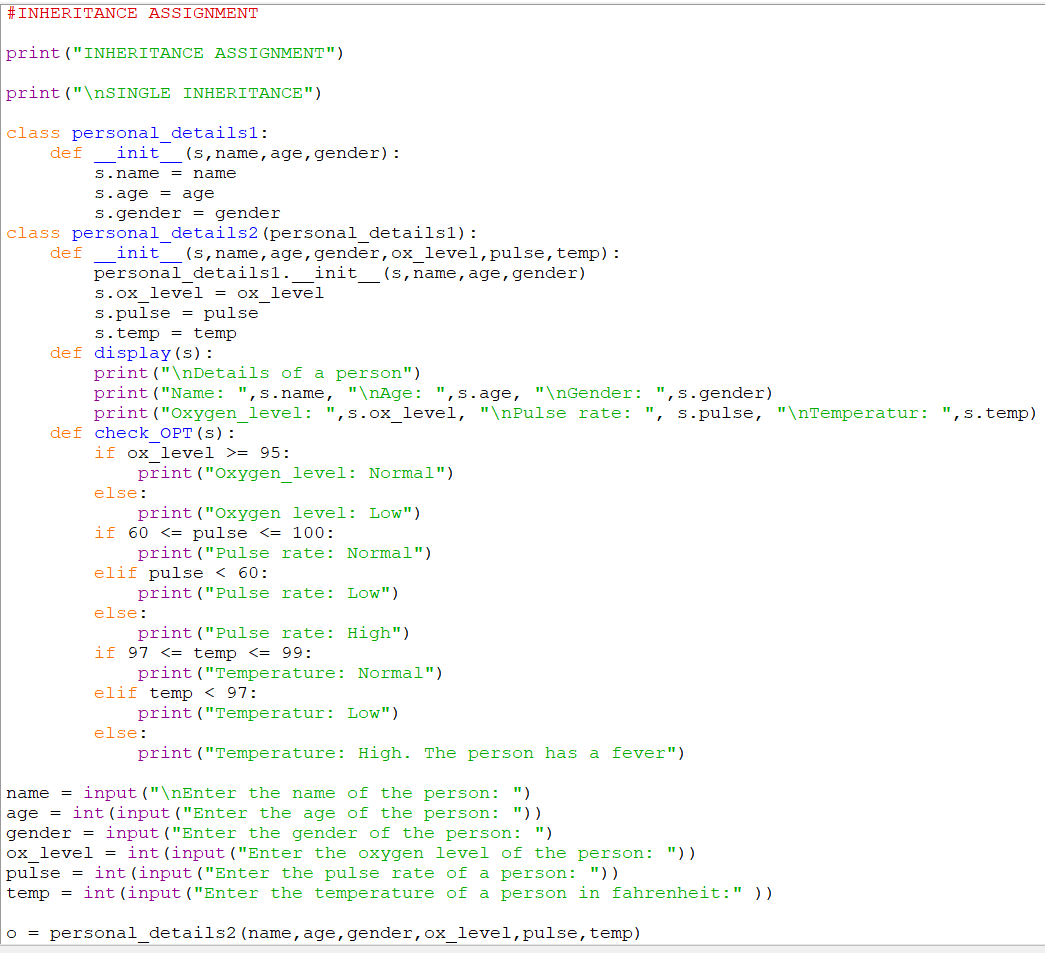 #INHERITANCE ASSIGNMENT

print("INHERITANCE ASSIGNMENT")

print("\nSINGLE INHERITANCE")

class personal_details1:
    def __init__(s,name,age,gender):
        s.name = name
        s.age = age
        s.gender = gender
class personal_details2(personal_details1):
    def __init__(s,name,age,gender,ox_level,pulse,temp):
        personal_details1.__init__(s,name,age,gender)
        s.ox_level = ox_level
        s.pulse = pulse
        s.temp = temp
    def display(s):
        print("\nDetails of a person")
        print("Name: ",s.name, "\nAge: ",s.age, "\nGender: ",s.gender)
        print("Oxygen_level: ",s.ox_level, "\nPulse rate: ", s.pulse, "\nTemperatur: ",s.temp)
    def check_OPT(s):
        if ox_level >= 95:
            print("Oxygen_level: Normal")
        else:
            print("Oxygen level: Low")
        if 60 <= pulse <= 100:
            print("Pulse rate: Normal")
        elif pulse < 60:
            print("Pulse rate: Low")
        else:
            print("Pulse rate: High")
        if 97 <= temp <= 99:
            print("Temperature: Normal")
        elif temp < 97:
            print("Temperatur: Low")
        else:
            print("Temperature: High. The person has a fever")

name = input("\nEnter the name of the person: ")
age = int(input("Enter the age of the person: "))
gender = input("Enter the gender of the person: ")
ox_level = int(input("Enter the oxygen level of the person: "))
pulse = int(input("Enter the pulse rate of a person: "))
temp = int(input("Enter the temperature of a person in fahrenheit:" ))

o = personal_details2(name,age,gender,ox_level,pulse,temp)